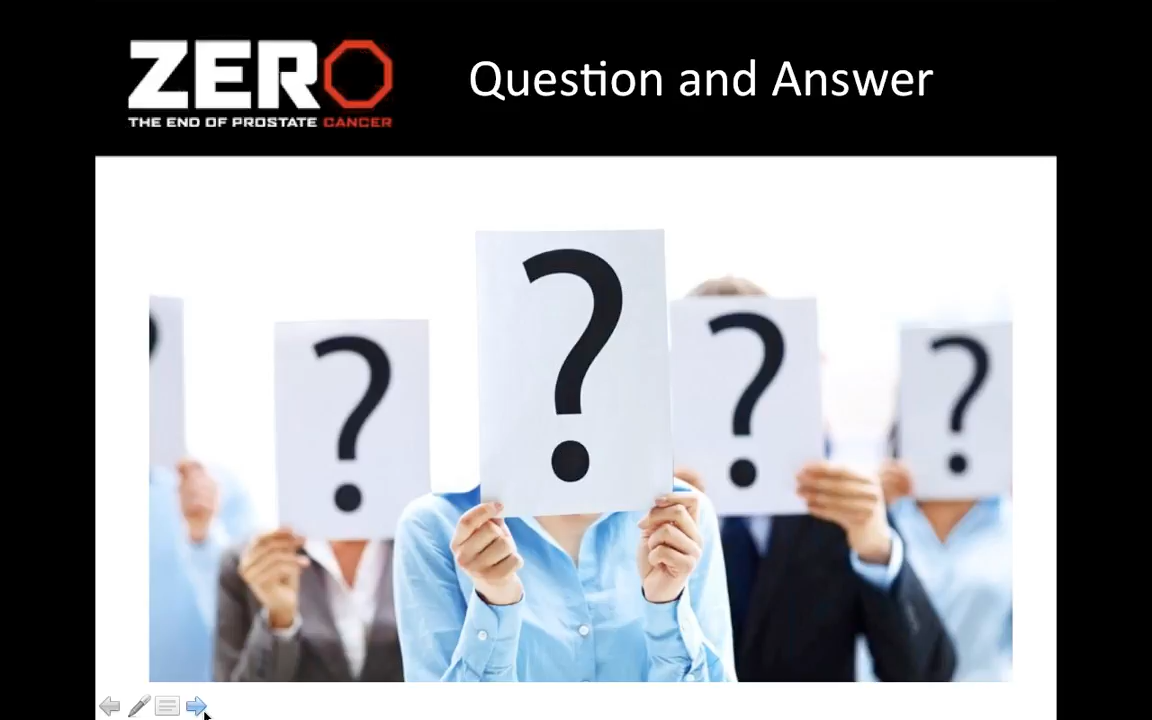 ZERO
THE END OF PROSTATE CANCER
Question and Answer
?
?
?
?
?